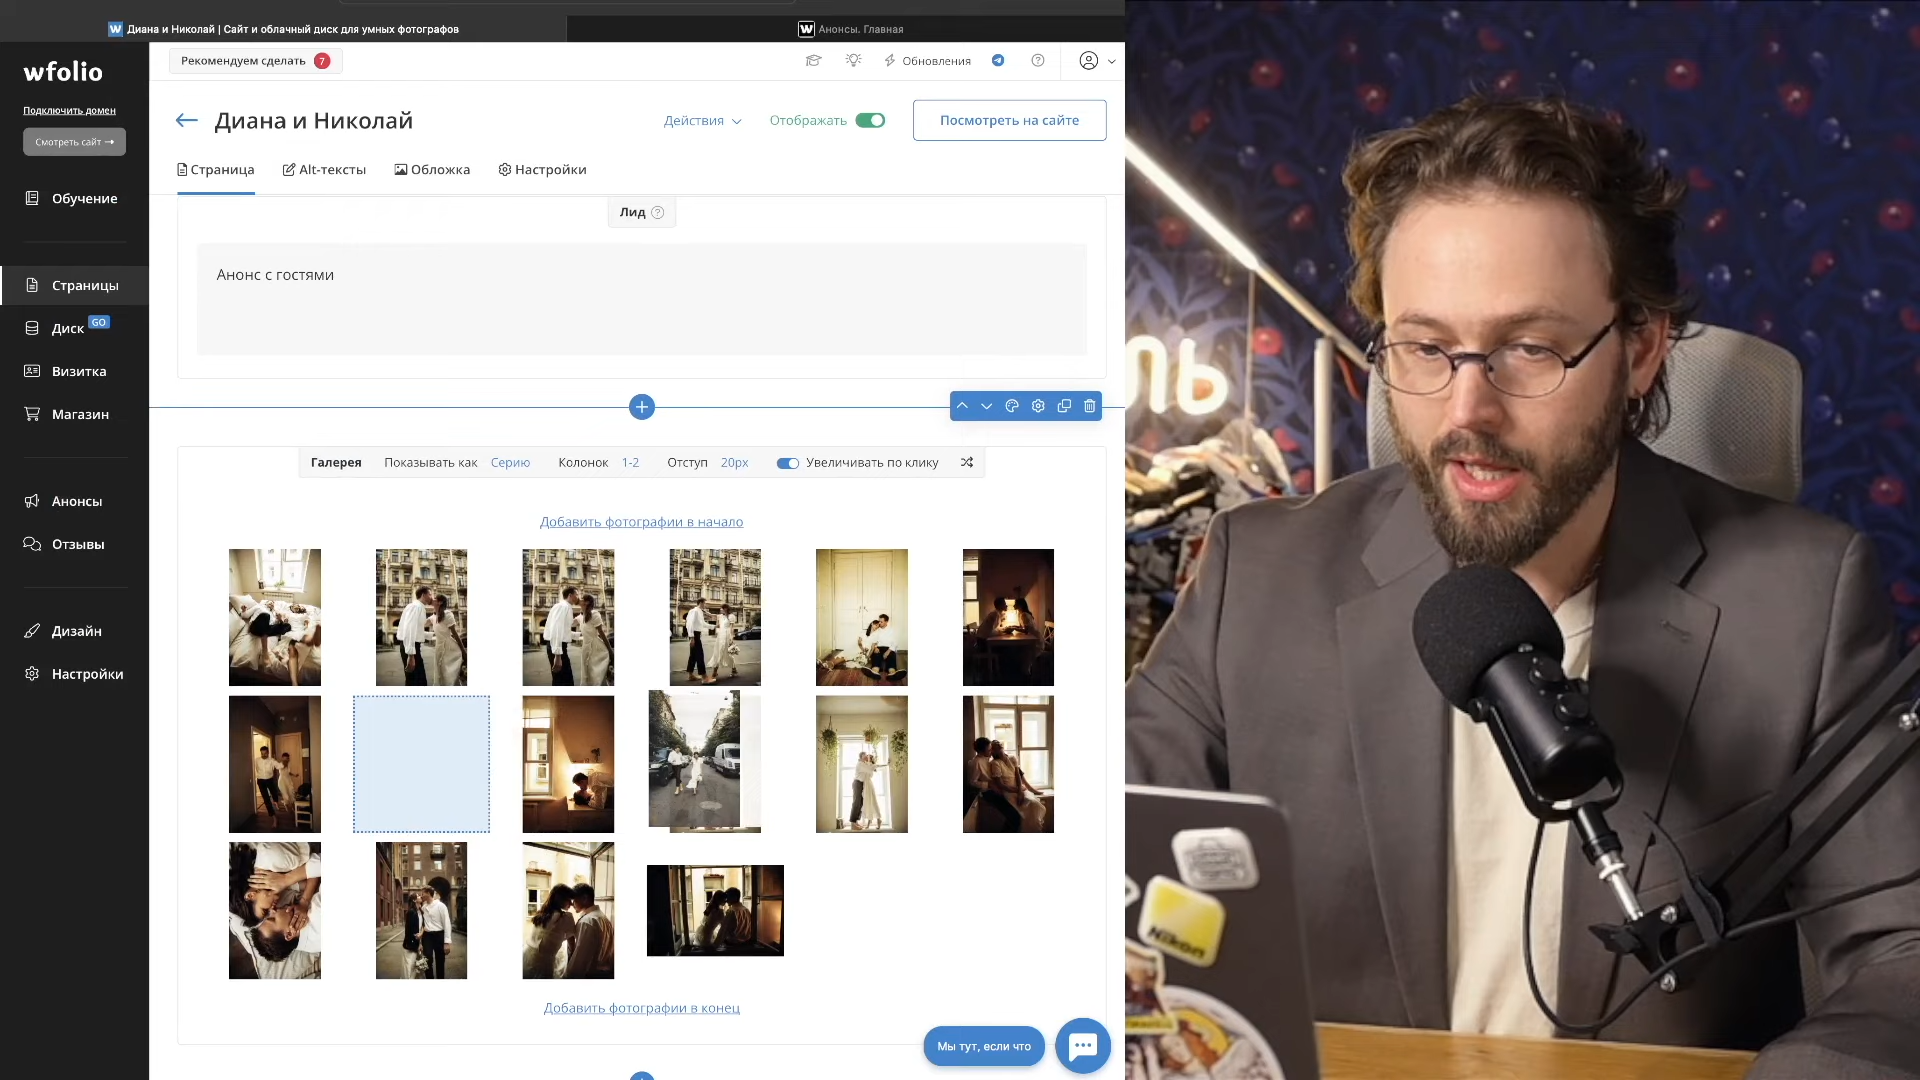 Диана и Николай | Сайт и облачный диск для умных фотографов
Анонсы. Главная
wfolio
Подключить домен
Смотреть сайт →
Обучение
Страницы
Диск GO
Визитка
Магазин
Анонсы
Отзывы
Дизайн
Настройки
Рекомендуем сделать 7
Обновления
Диана и Николай
Действия
Отображать
Посмотреть на сайте
Страница
Alt-тексты
Обложка
Настройки
Лид
Анонс с гостями
Галерея Показывать как Серию Колонок 1-2 Отступ 20px Увеличивать по клику
Добавить фотографии в начало
Добавить фотографии в конец
Мы тут, если что
ль
Nikon